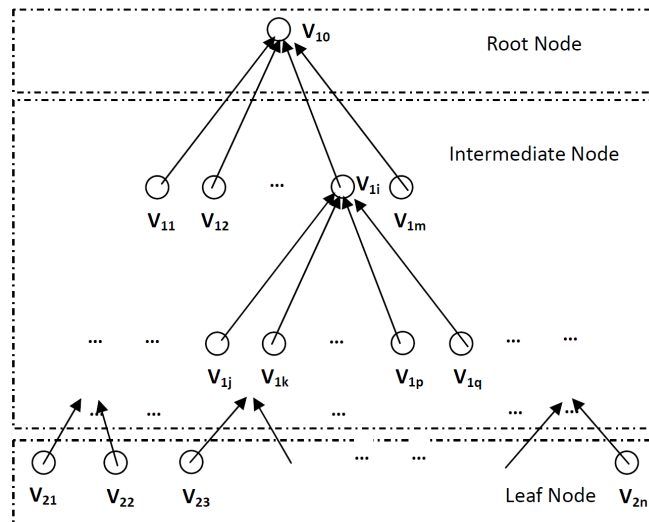 V10
Root Node
Intermediate Node
...
V1i
V11 V12 V1m
... ... ... ... ...
V1j V1k V1p V1q
... ... ... ... ...
... ...
V21 V22 V23 Leaf Node V2n